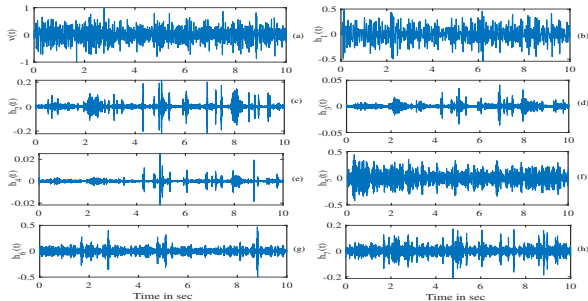 1
0
-1
v(t)
0 2 4 6 8 10
(a)
0.5
0
-0.5
h1(t)
0 2 4 6 8 10
(b)
0.2
0
-0.2
h2(t)
0 2 4 6 8 10
(c)
0.05
0
-0.05
h3(t)
0 2 4 6 8 10
(d)
0.02
0
-0.02
h4(t)
0 2 4 6 8 10
(e)
0.5
0
-0.5
h5(t)
0 2 4 6 8 10
(f)
0.5
0
-0.5
h6(t)
0 2 4 6 8 10
(g)
Time in sec
0.2
0
-0.2
h7(t)
0 2 4 6 8 10
(h)
Time in sec